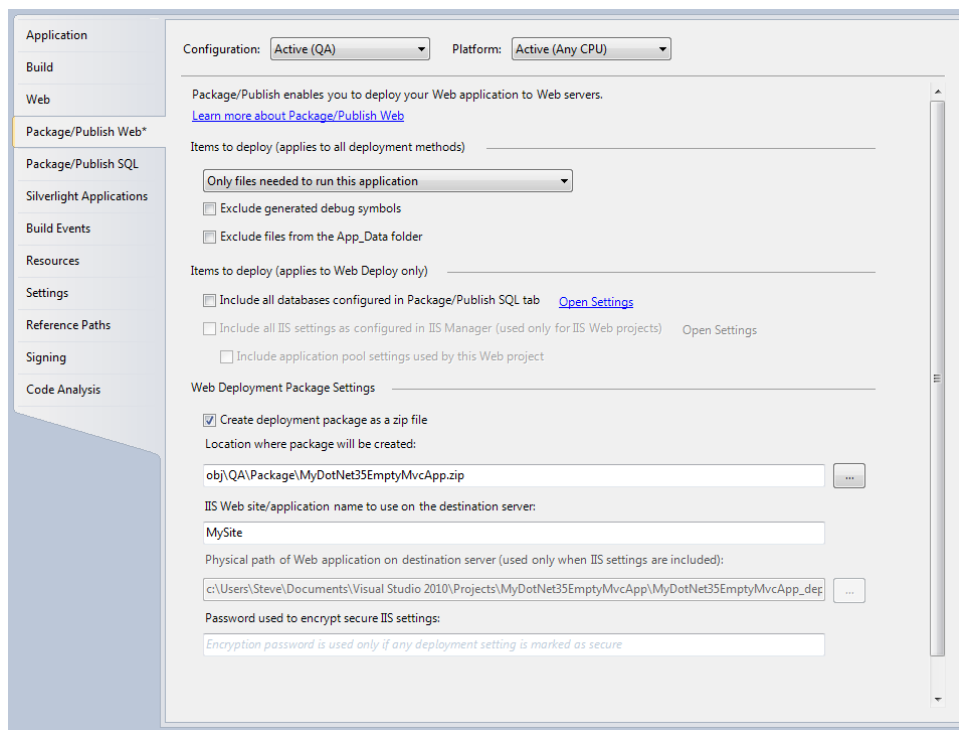 Application
Build
Web
Package/Publish Web*
Package/Publish SQL
Silverlight Applications
Build Events
Resources
Settings
Reference Paths
Signing
Code Analysis
Configuration: Active (QA) Platform: Active (Any CPU)
Package/Publish enables you to deploy your Web application to Web servers.
Learn more about Package/Publish Web
Items to deploy (applies to all deployment methods)
Only files needed to run this application
Exclude generated debug symbols
Exclude files from the App_Data folder
Items to deploy (applies to Web Deploy only)
Include all databases configured in Package/Publish SQL tab Open Settings
Include all IIS settings as configured in IIS Manager (used only for IIS Web projects) Open Settings
Include application pool settings used by this Web project
Web Deployment Package Settings
Create deployment package as a zip file
Location where package will be created:
obj\QA\Package\MyDotNet35EmptyMvcApp.zip ...
IIS Web site/application name to use on the destination server:
MySite
Physical path of Web application on destination server (used only when IIS settings are included):
c:\Users\Steve\Documents\Visual Studio 2010\Projects\MyDotNet35EmptyMvcApp\MyDotNet35EmptyMvcApp_dep ...
Password used to encrypt secure IIS settings:
Encryption password is used only if any deployment setting is marked as secure